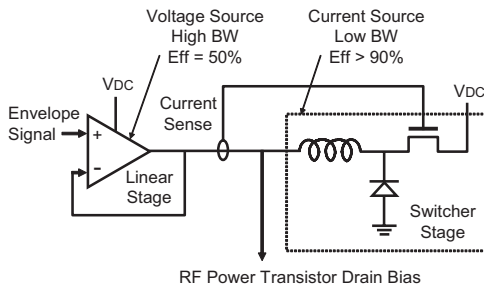 Voltage Source
High BW
Eff = 50%
Current Source
Low BW
Eff > 90%
VDC
Current
Sense
VDC
Envelope
Signal
+
−
Linear
Stage
Switcher
Stage
RF Power Transistor Drain Bias